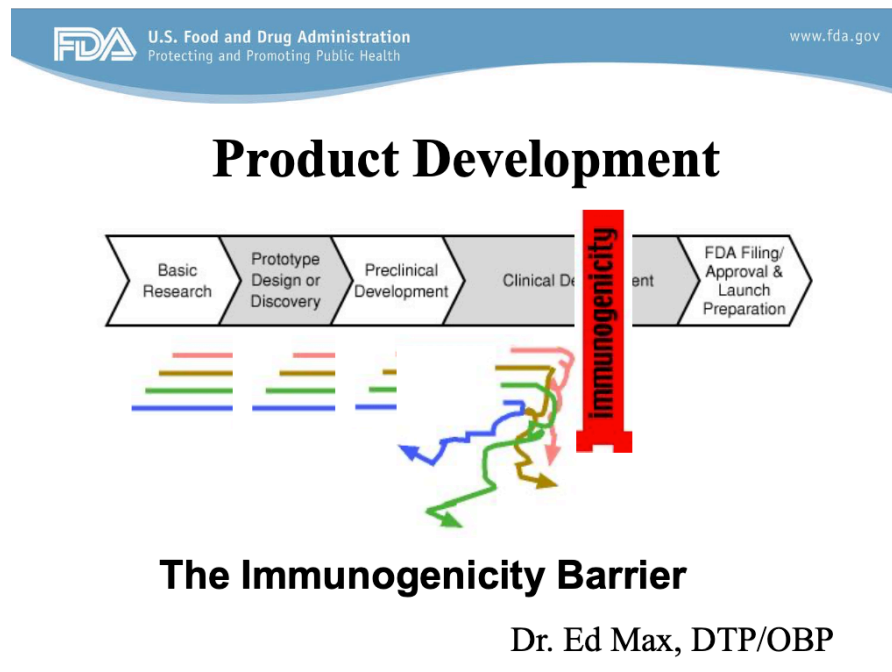 FDA
U.S. Food and Drug Administration
Protecting and Promoting Public Health
www.fda.gov
Product Development
Basic
Research
Prototype
Design or
Discovery
Preclinical
Development
Clinical De
ent
immunogenicity
FDA Filing/
Approval &
Launch
Preparation
The Immunogenicity Barrier
Dr. Ed Max, DTP/OBP